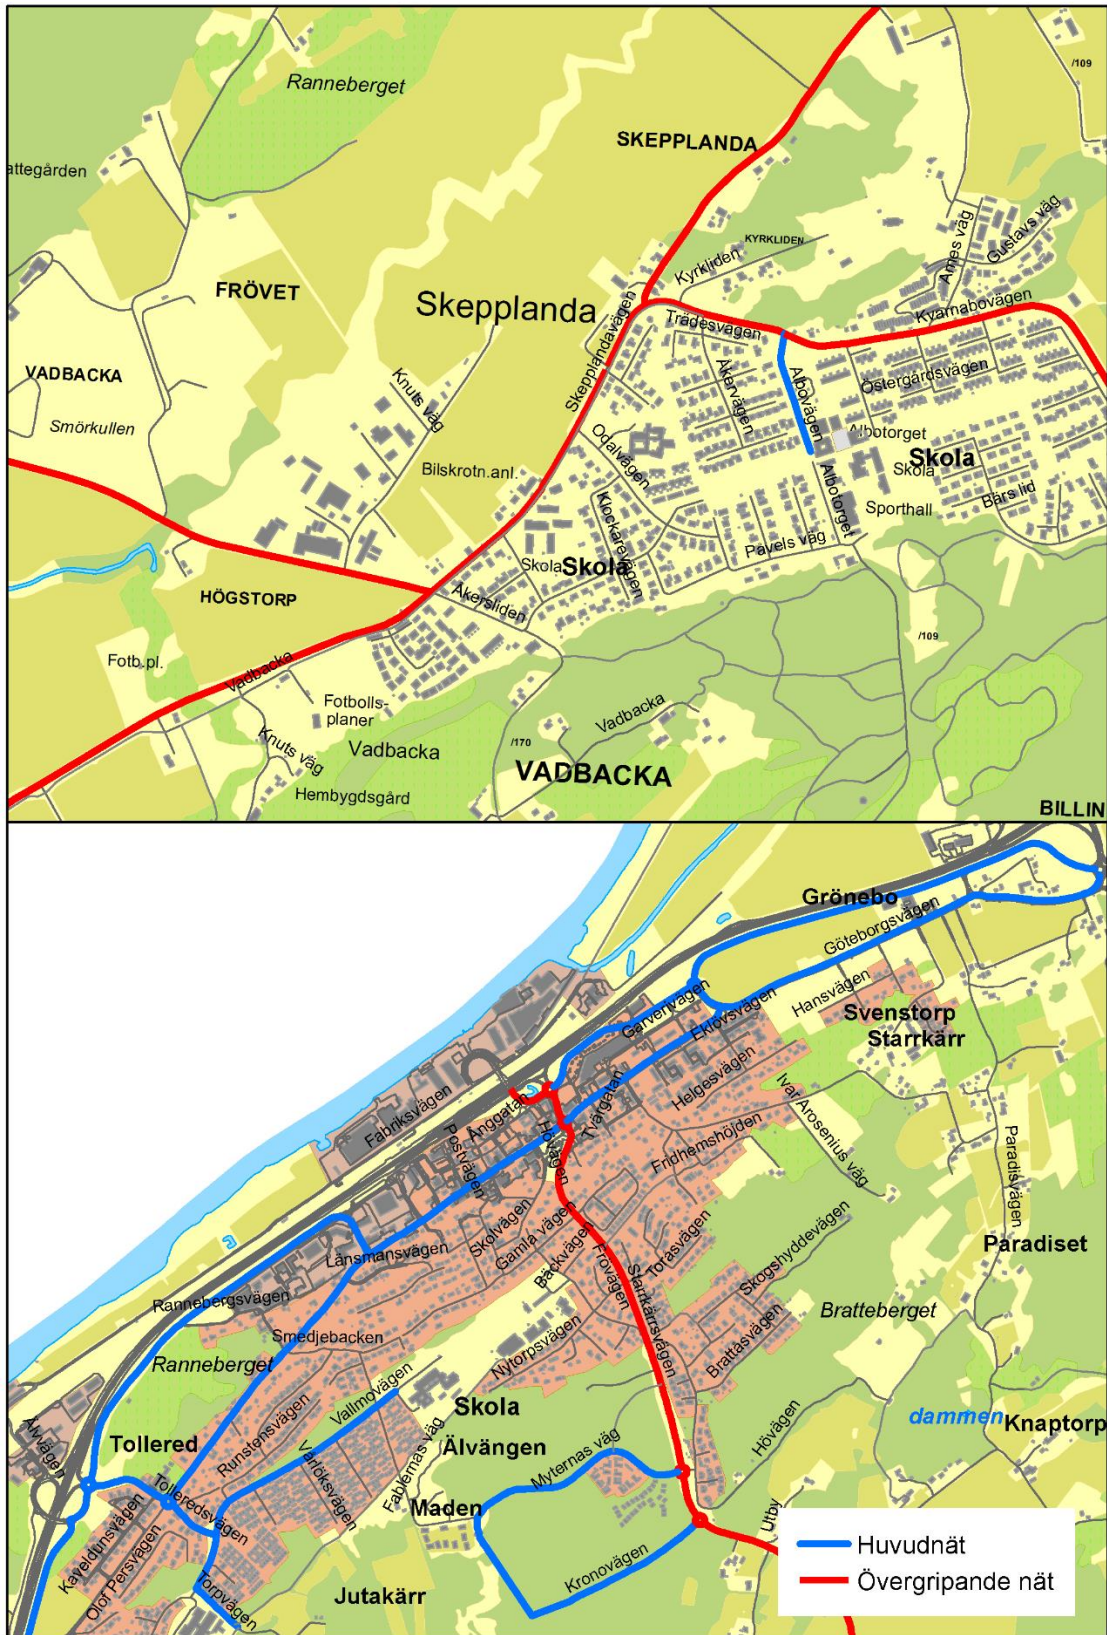 Ranneberget
/109
SKEPPLANDA
attegården
KYRKLIDEN
Kyrkliden
Arnes väg
Gustavs väg
FRÖVET
Skepplanda
Skepplandavägen
Trädesvägen
Kvarnabovägen
VADBACKA
Smörkullen
Knuts väg
Åkervägen
Albovägen
Östergårdsvägen
Odalvägen
Albotorget
Skola
Bilskrotn.anl.
Skola
Klockarevägen
Albotorget
Bärs lid
Sporthall
Pavels väg
Skola
Skola
HÖGSTORP
Åkersliden
Fotb.pl.
Vadbacka
/109
Fotbolls-
planer
Vadbacka
Knuts väg
Vadbacka
/170
VADBACKA
Hembygdsgård
BILLIN
Grönebo
Göteborgsvägen
Garverivägen
Eklövsvägen
Hansvägen
Svenstorp
Starrkärr
Fabriksvägen
Änggatan
Tvärgatan
Helgesvägen
Ivar Arosenius väg
Postvägen
Hövägen
Fridhemshöjden
Paradisvägen
Skolvägen
Gamla vägen
Länsmansvägen
Bäckvägen
Frövägen
Torasvägen
Paradiset
Skogshyddevägen
Starrkärrsvägen
Rannebergsvägen
Bratteberget
Smedjebacken
Ranneberget
Nytorpsvägen
Brattåsvägen
Vallmovägen
Skola
dammen
Knaptorp
Älvvägen
Tollered
Runstensvägen
Älvängen
Hövägen
Vårlöksvägen
Fablernas väg
Myternas väg
Tolleredsvägen
Maden
Utby
Kaveldunsvägen
Olof Persvägen
Kronovägen
Torpvägen
Jutakärr
Huvudnät
Övergripande nät